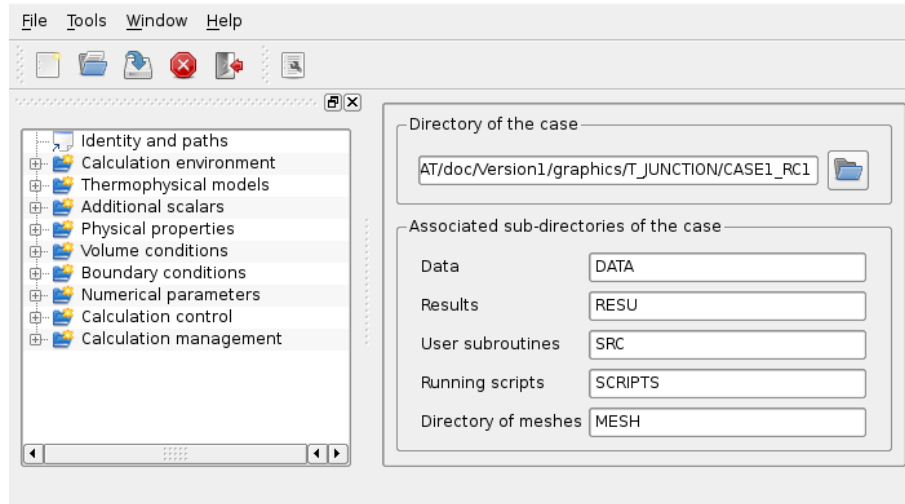 File Tools Window Help
Identity and paths
Calculation environment
Thermophysical models
Additional scalars
Physical properties
Volume conditions
Boundary conditions
Numerical parameters
Calculation control
Calculation management
Directory of the case
AT/doc/Version1/graphics/T_JUNCTION/CASE1_RC1
Associated sub-directories of the case
Data DATA
Results RESU
User subroutines SRC
Running scripts SCRIPTS
Directory of meshes MESH